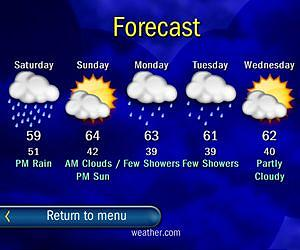 Forecast
Saturday Sunday Monday Tuesday Wednesday
59 64 63 61 62
51 42 39 39 40
PM Rain AM Clouds / Few Showers Few Showers Partly
PM Sun Cloudy
Return to menu
weather.com